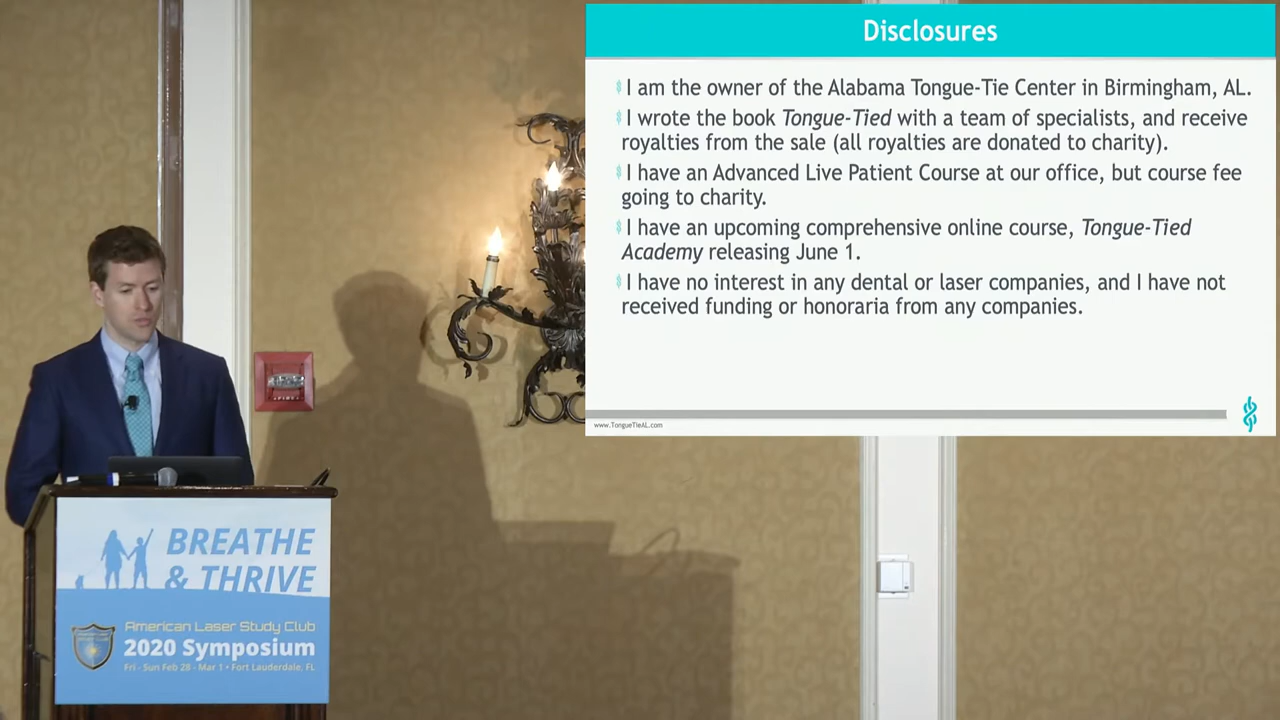 Disclosures
I am the owner of the Alabama Tongue-Tie Center in Birmingham, AL.
I wrote the book Tongue-Tied with a team of specialists, and receive
royalties from the sale (all royalties are donated to charity).
I have an Advanced Live Patient Course at our office, but course fee
going to charity.
I have an upcoming comprehensive online course, Tongue-Tied
Academy releasing June 1.
I have no interest in any dental or laser companies, and I have not
received funding or honoraria from any companies.
www.TongueTieAL.com
BREATHE
& THRIVE
American Laser Study Club
2020 Symposium
Fri - Sun Feb 28 - Mar 1 • Fort Lauderdale, FL